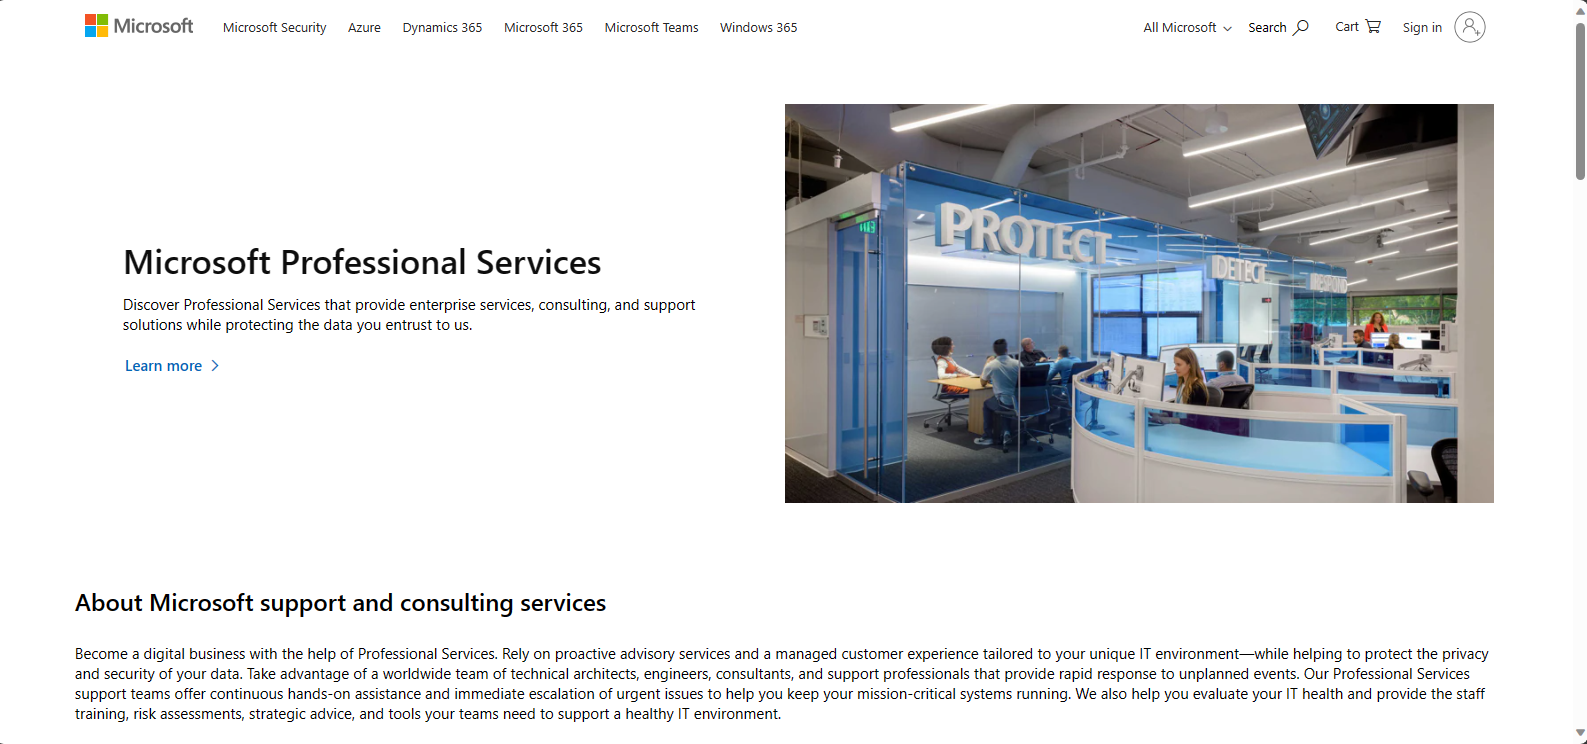 Microsoft
Microsoft Security
Azure
Dynamics 365
Microsoft 365
Microsoft Teams
Windows 365
All Microsoft
Search
Cart
Sign in
PROTECT
DETECT
RESPOND
Microsoft Professional Services
Discover Professional Services that provide enterprise services, consulting, and support
solutions while protecting the data you entrust to us.
Learn more
About Microsoft support and consulting services
Become a digital business with the help of Professional Services. Rely on proactive advisory services and a managed customer experience tailored to your unique IT environment—while helping to protect the privacy
and security of your data. Take advantage of a worldwide team of technical architects, engineers, consultants, and support professionals that provide rapid response to unplanned events. Our Professional Services
support teams offer continuous hands-on assistance and immediate escalation of urgent issues to help you keep your mission-critical systems running. We also help you evaluate your IT health and provide the staff
training, risk assessments, strategic advice, and tools your teams need to support a healthy IT environment.